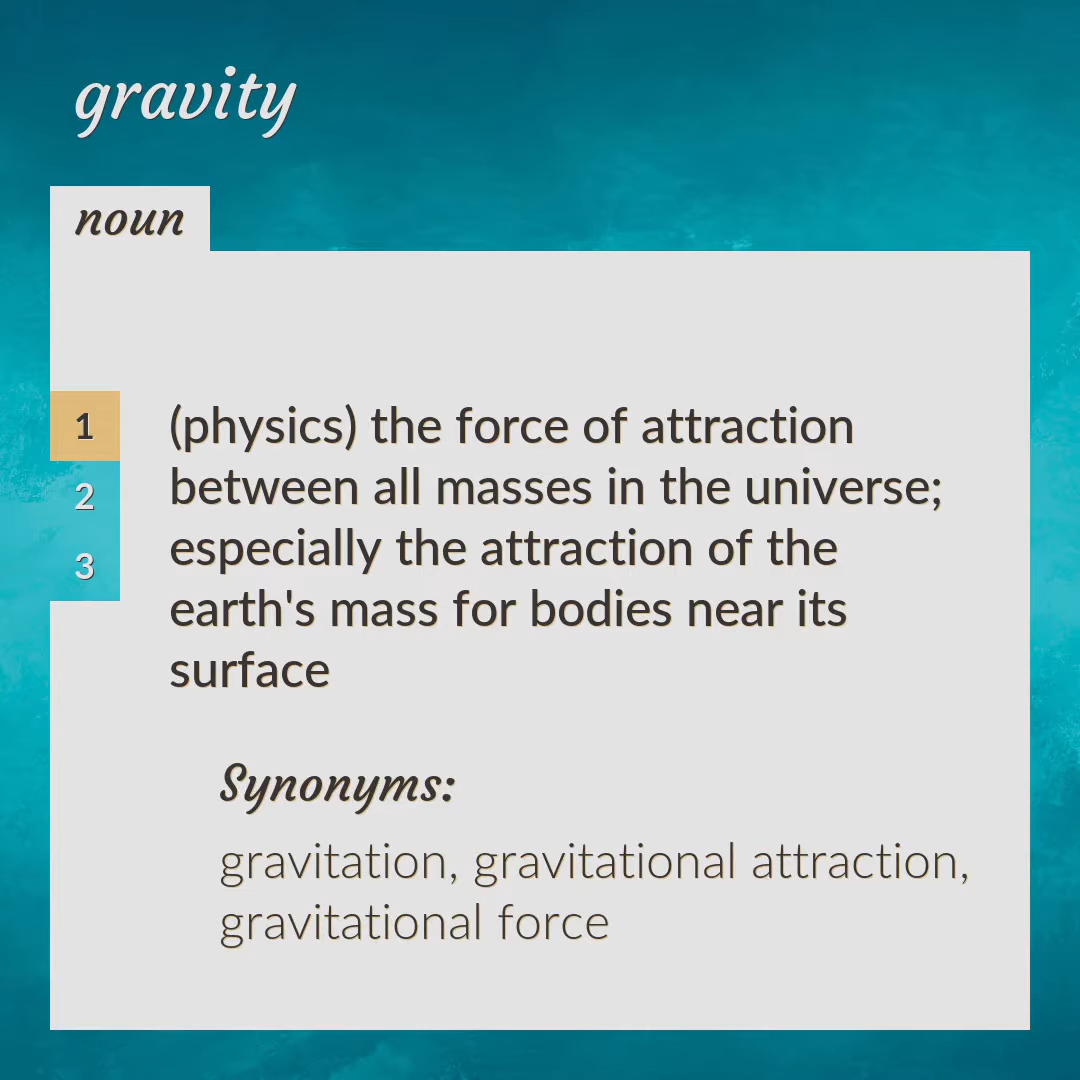 gravity
noun
1
2
3
(physics) the force of attraction
between all masses in the universe;
especially the attraction of the
earth's mass for bodies near its
surface
Synonyms:
gravitation, gravitational attraction,
gravitational force